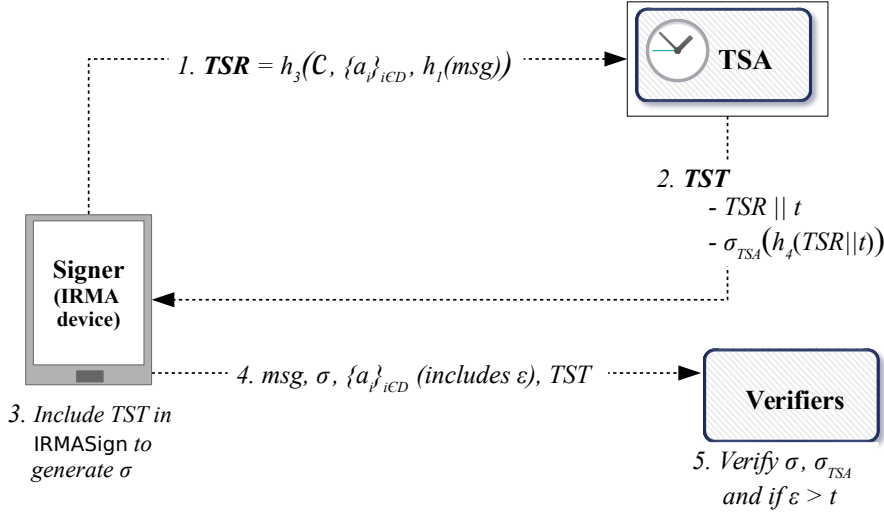 1. TSR = h₃(C, {aᵢ}ᵢ€D, h₁(msg))
TSA
2. TST
- TSR || t
- σTSA(h₄(TSR||t))
Signer
(IRMA
device)
4. msg, σ, {aᵢ}ᵢ€D (includes ε), TST
Verifiers
3. Include TST in
IRMASign to
generate σ
5. Verify σ, σTSA
and if ε > t